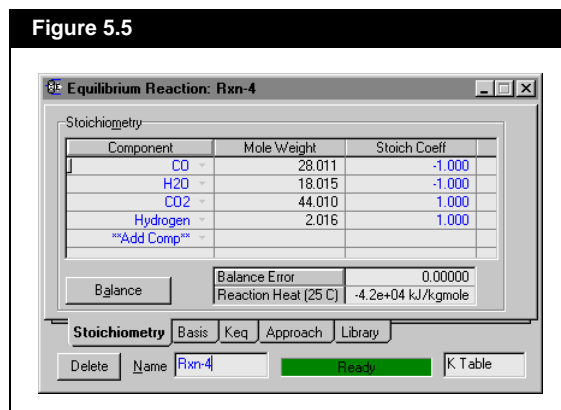 Figure 5.5
Equilibrium Reaction: Rxn-4
Stoichiometry
Component Mole Weight Stoich Coeff
CO 28.011 -1.000
H2O 18.015 -1.000
CO2 44.010 1.000
Hydrogen 2.016 1.000
**Add Comp**
Balance
Balance Error 0.00000
Reaction Heat (25 C) -4.2e+04 kJ/kgmole
Stoichiometry Basis Keq Approach Library
Delete Name Rxn-4 Ready K Table